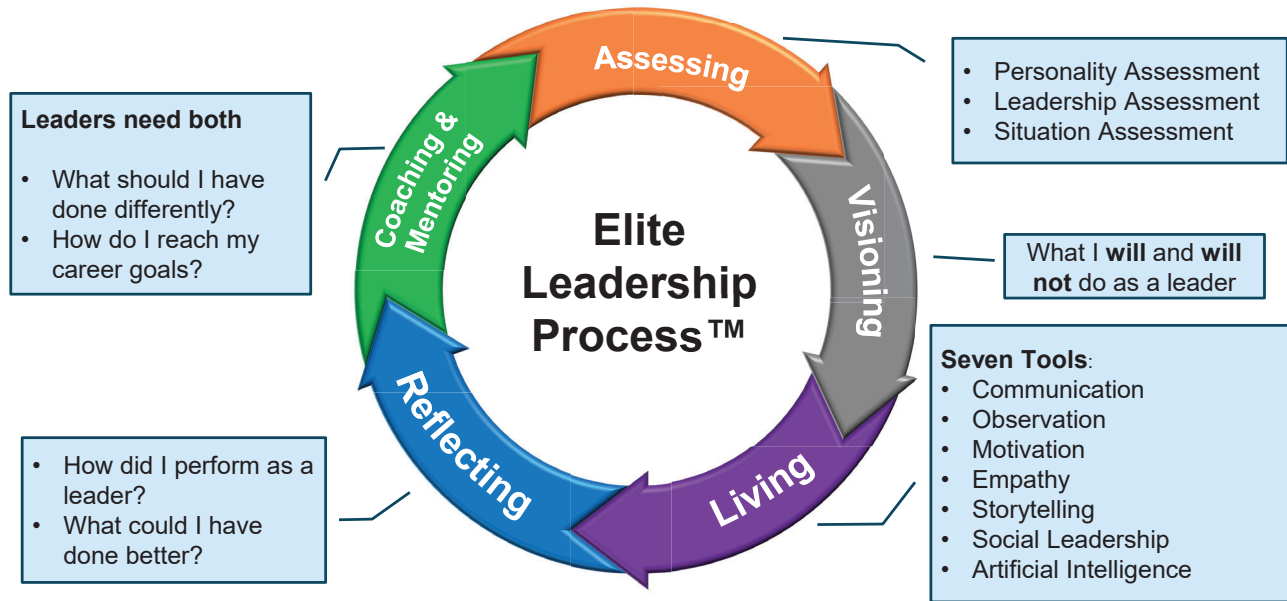 Assessing
• Personality Assessment
• Leadership Assessment
• Situation Assessment
Visioning
What I will and will
not do as a leader
Living
Seven Tools:
• Communication
• Observation
• Motivation
• Empathy
• Storytelling
• Social Leadership
• Artificial Intelligence
Reflecting
• How did I perform as a
leader?
• What could I have
done better?
Coaching &
Mentoring
Leaders need both
• What should I have
done differently?
• How do I reach my
career goals?
Elite
Leadership
Process™